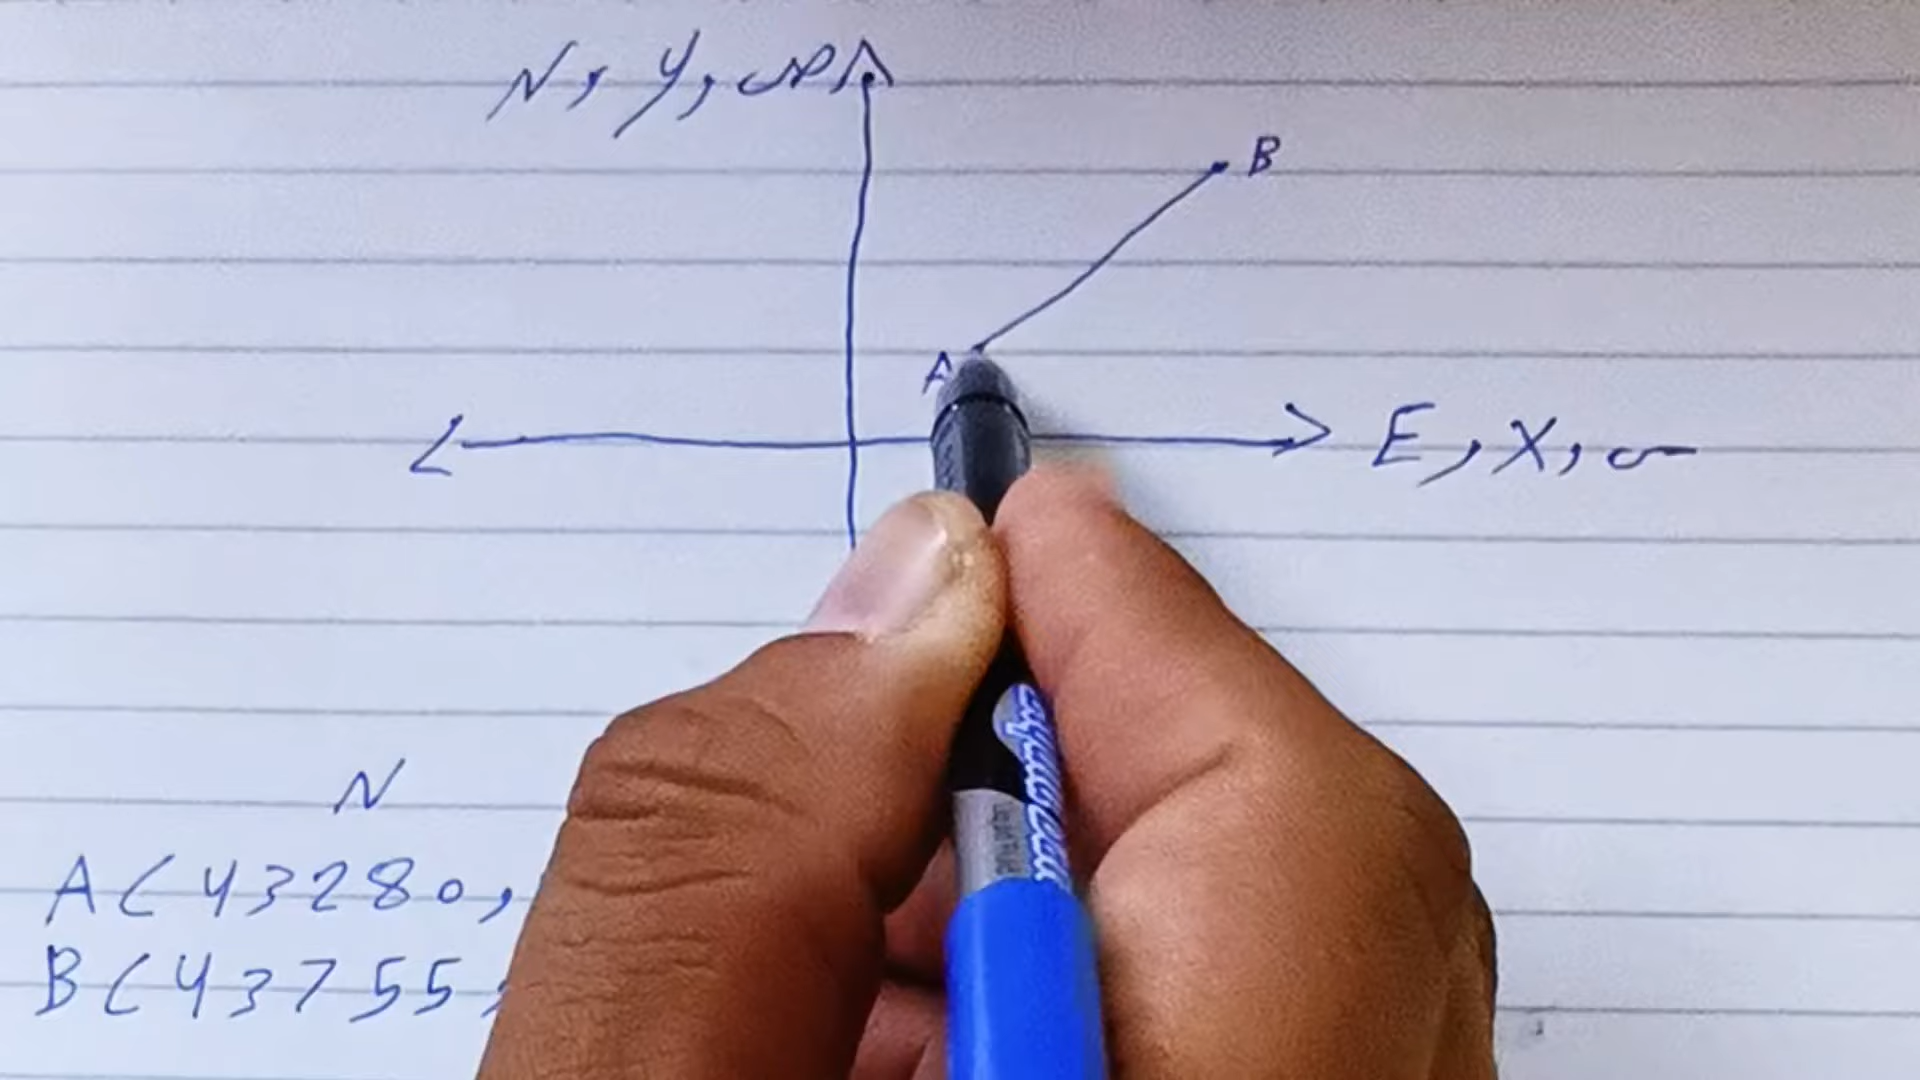 N, y, ص
B
A
E, X, س
N
A(43280,
B(43755,